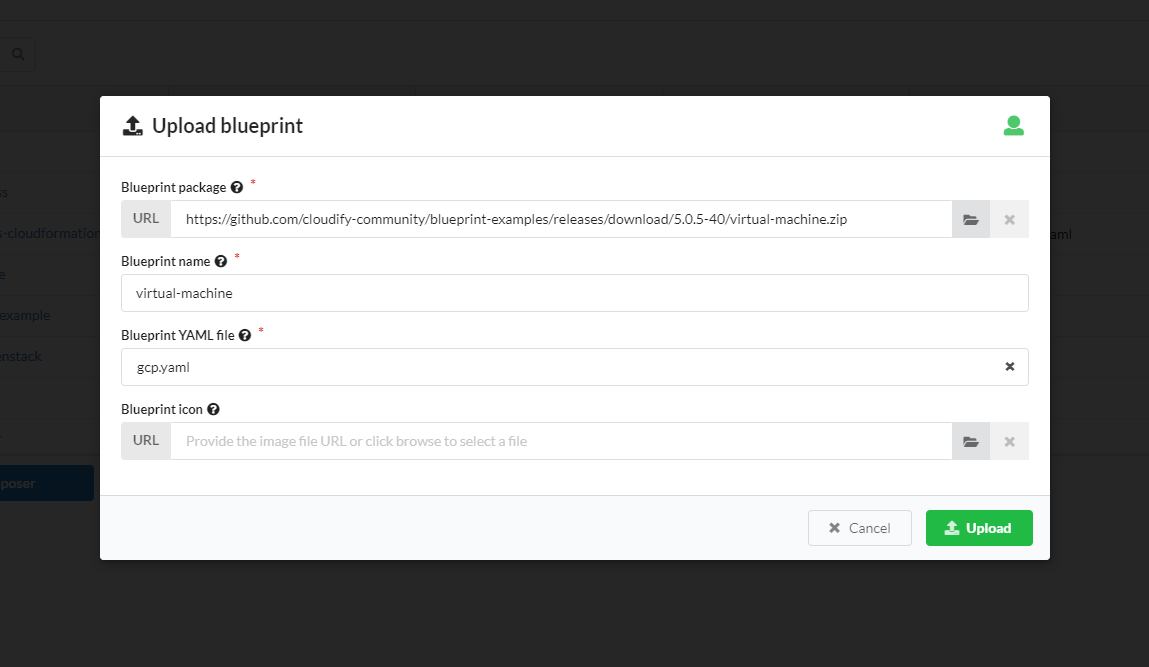 Upload blueprint
Blueprint package *
URL https://github.com/cloudify-community/blueprint-examples/releases/download/5.0.5-40/virtual-machine.zip
Blueprint name *
virtual-machine
Blueprint YAML file *
gcp.yaml
Blueprint icon
URL Provide the image file URL or click browse to select a file
Cancel Upload
s-cloudformation
aml
example
enstack
poser